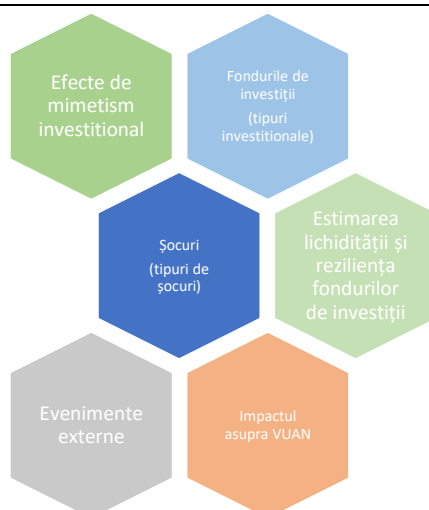 Efecte de
mimetism
investitional
Fondurile de
investiții
(tipuri
investitionale)
Șocuri
(tipuri de
șocuri)
Estimarea
lichidității și
reziliența
fondurilor
de investiții
Evenimente
externe
Impactul
asupra VUAN